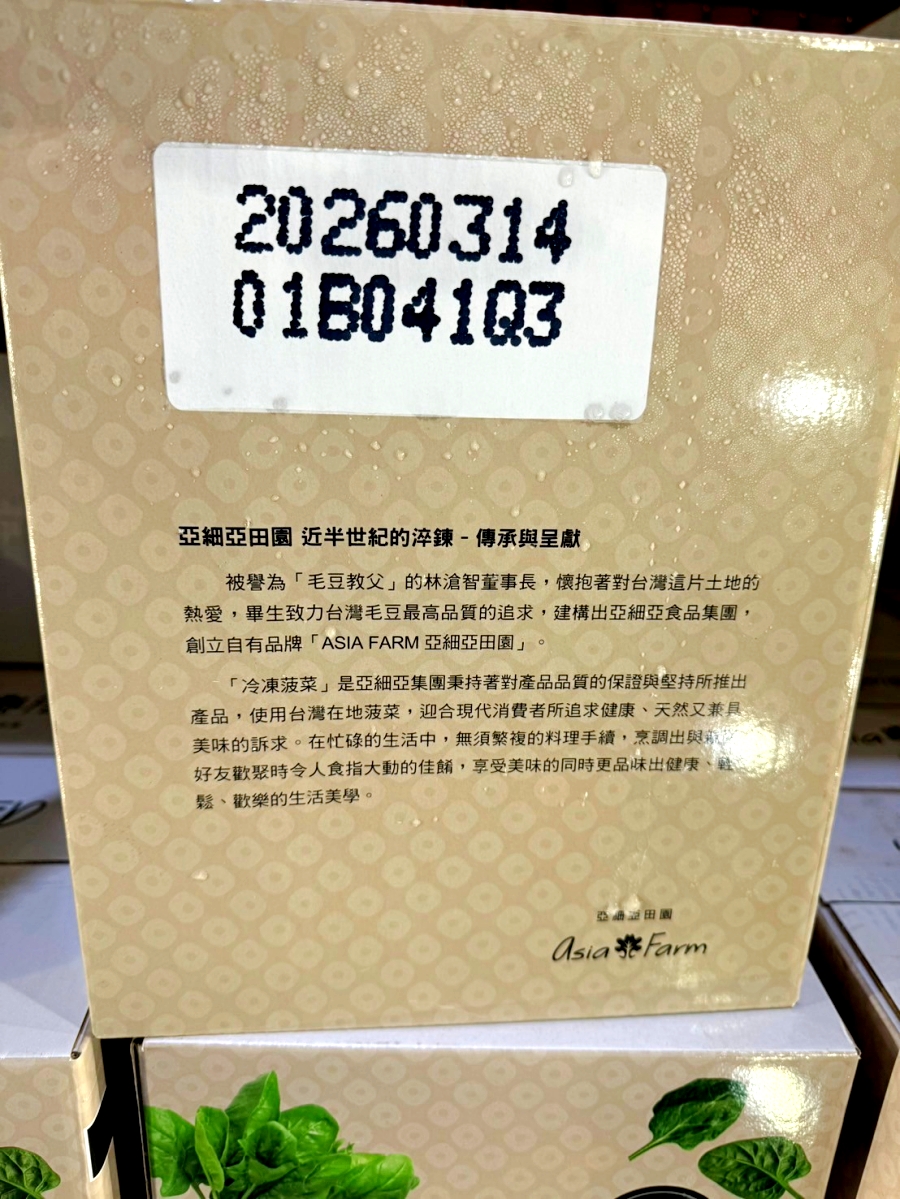 20260314
01B041Q3
亞細亞田園 近半世紀的淬鍊 - 傳承與呈獻
被譽為「毛豆教父」的林滄智董事長，懷抱著對台灣這片土地的
熱愛，畢生致力台灣毛豆最高品質的追求，建構出亞細亞食品集團，
創立自有品牌「ASIA FARM 亞細亞田園」。
「冷凍菠菜」是亞細亞集團秉持著對產品品質的保證與堅持所推出
產品，使用台灣在地菠菜，迎合現代消費者所追求健康、天然又兼具
美味的訴求。在忙碌的生活中，無須繁複的料理手續，烹調出與
好友歡聚時令人食指大動的佳餚，享受美味的同時更品味出健康、輕
鬆、歡樂的生活美學。
亞細亞田園
Asia Farm